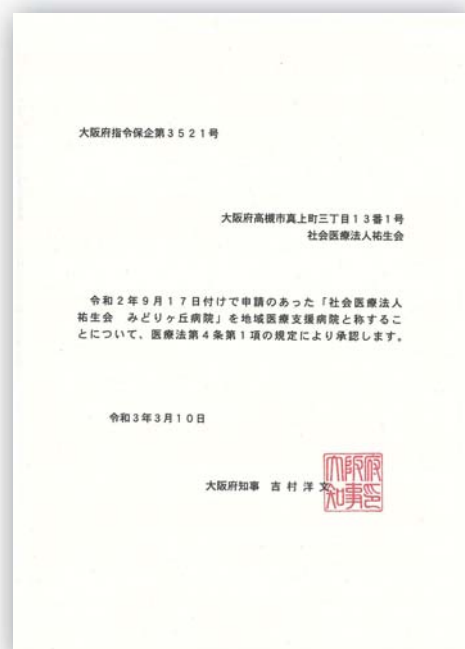 大阪府指令保企第3521号
大阪府高槻市真上町三丁目13番1号
社会医療法人祐生会
令和2年9月17日付けで申請のあった「社会医療法人
祐生会　みどりヶ丘病院」を地域医療支援病院と称するこ
とについて、医療法第4条第1項の規定により承認します。
令和3年3月10日
大阪府知事　吉村洋文
大阪府
知事印